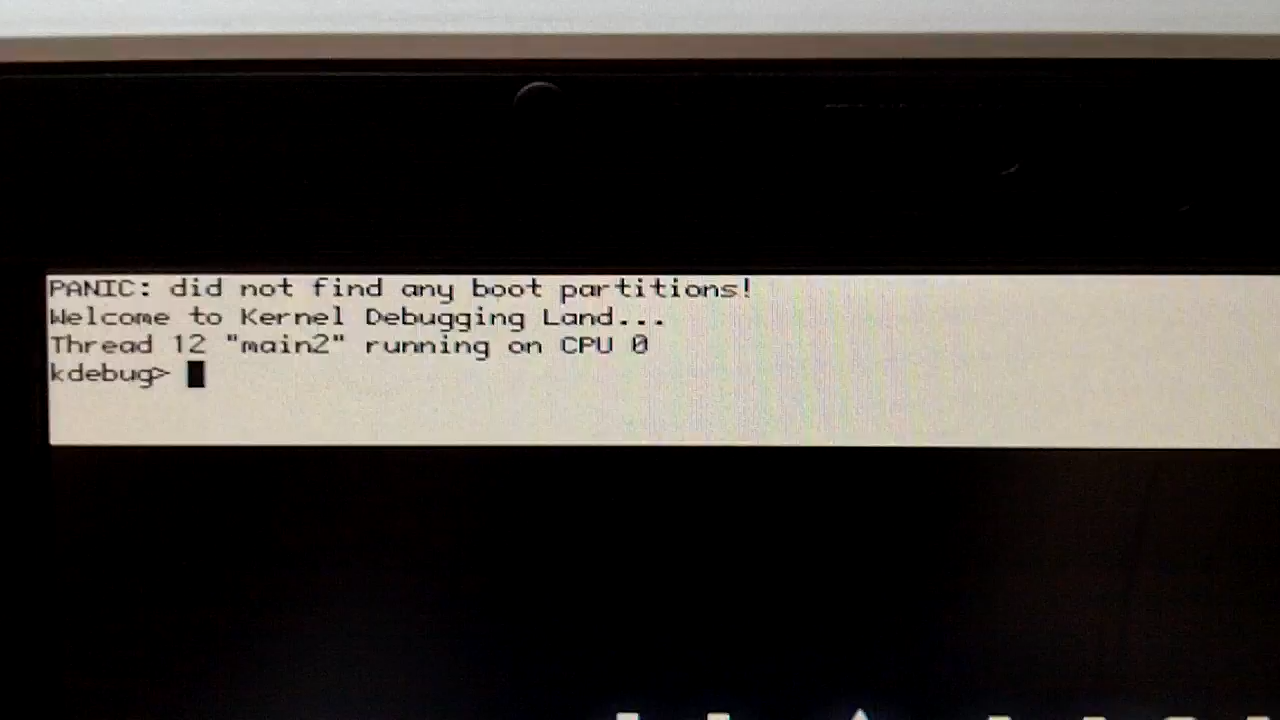 PANIC: did not find any boot partitions!
Welcome to Kernel Debugging Land...
Thread 12 "main2" running on CPU 0
kdebug>